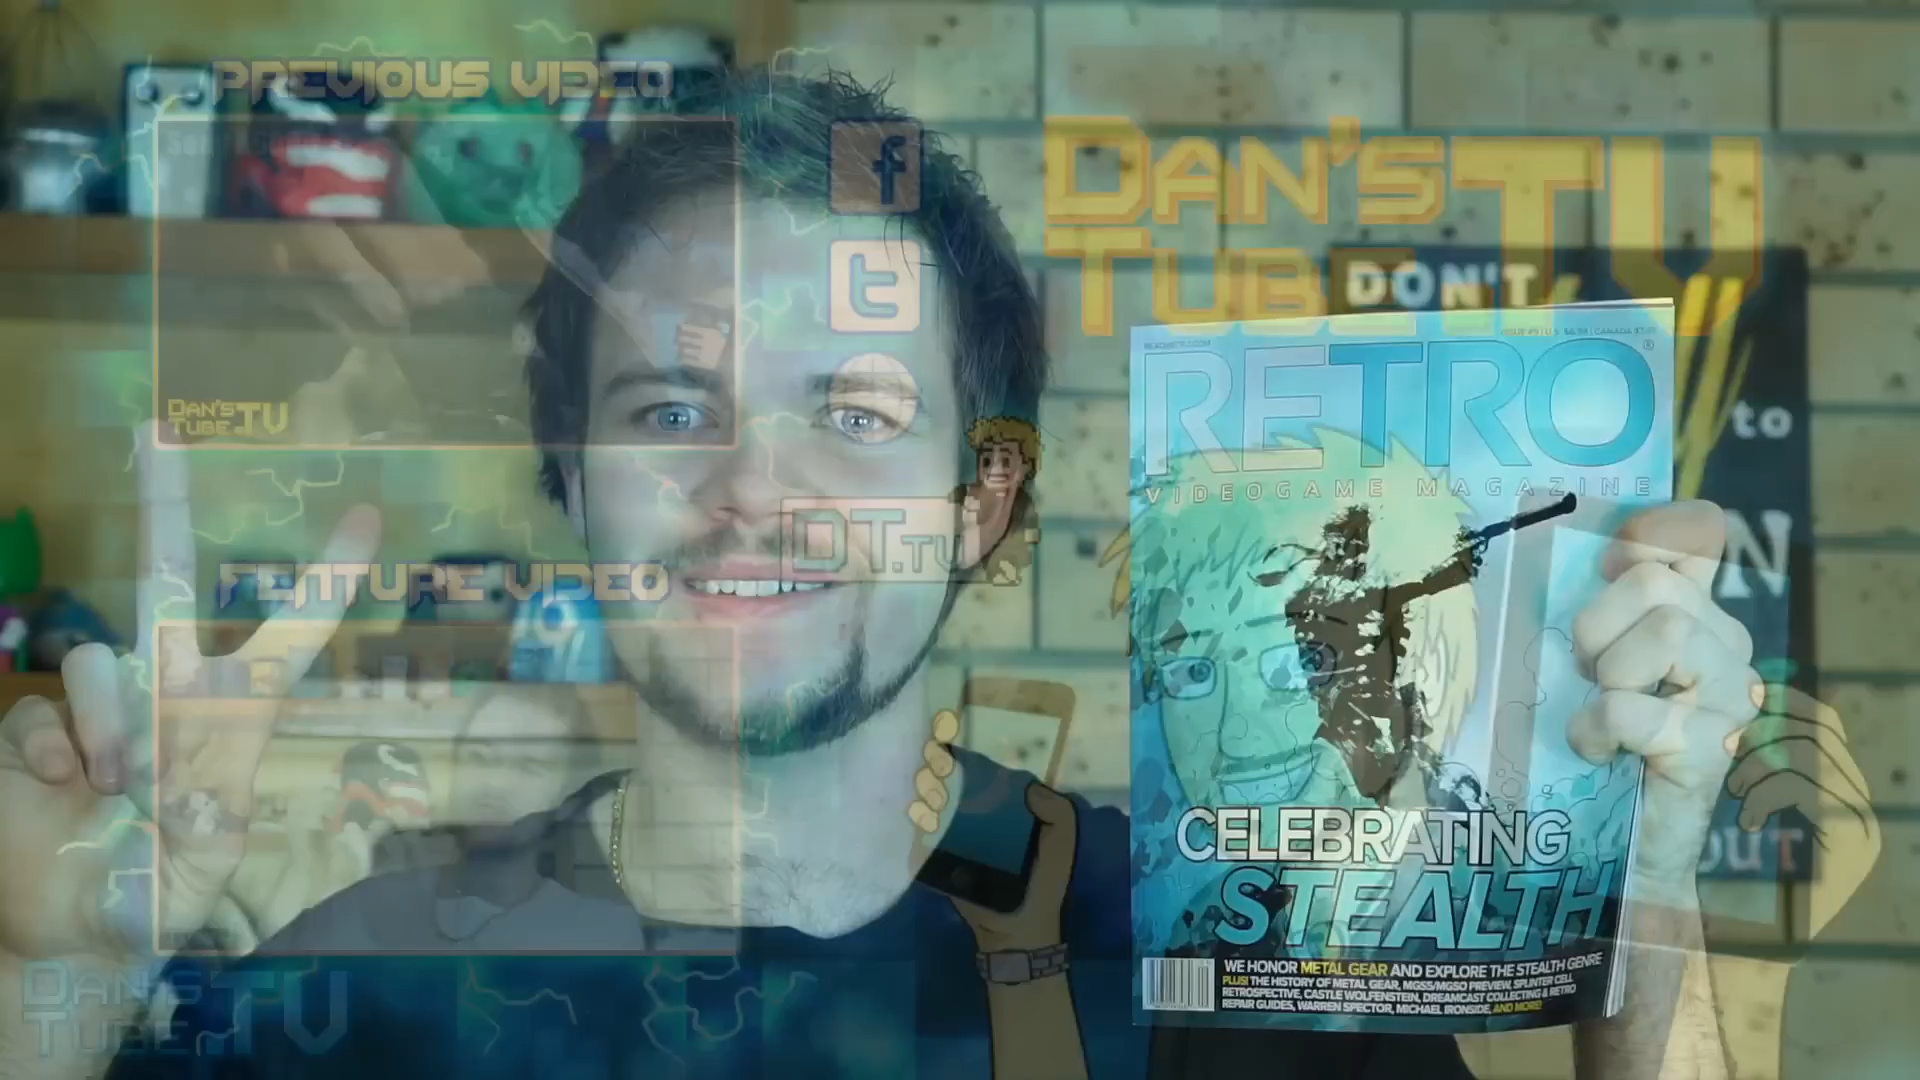 PREVIOUS VIDEO
DAN'S
TUBE.TV
FEATURE VIDEO
DAN'S
TUBE.TV
f
t
DT.TV
DAN'S
TUBE.TV
DON'T
to
OUT
RETRO
VIDEOGAME MAGAZINE
CELEBRATING
STEALTH
WE HONOR METAL GEAR AND EXPLORE THE STEALTH GENRE
PLUS! THE HISTORY OF METAL GEAR, MGS5/MGSO PREVIEW, SPLINTER CELL
RETROSPECTIVE, CASTLE WOLFENSTEIN, DREAMCAST COLLECTING & RETRO
REPAIR GUIDES, WARREN SPECTOR, MICHAEL IRONSIDE, AND MORE!